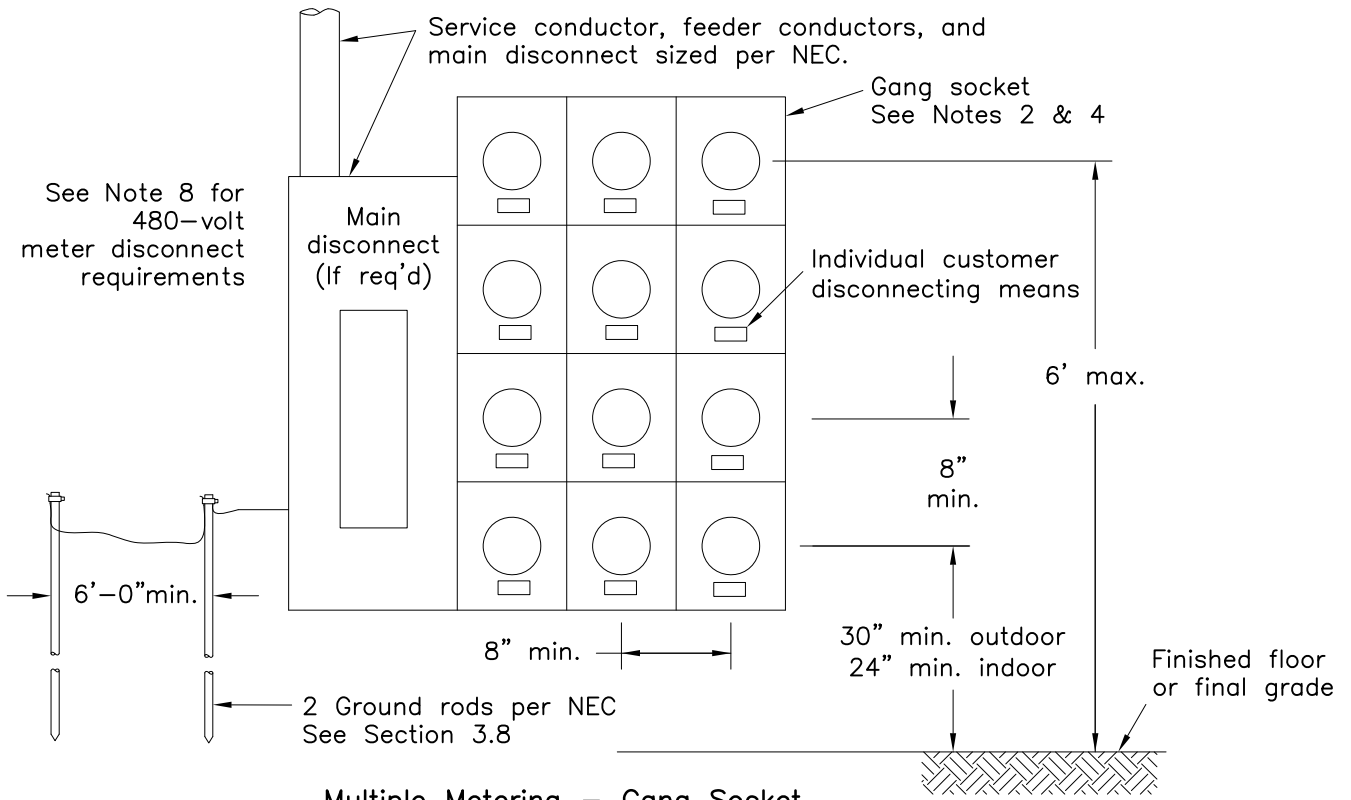 Service conductor, feeder conductors, and
main disconnect sized per NEC.
Gang socket
See Notes 2 & 4
See Note 8 for
480–volt
meter disconnect
requirements
Main
disconnect
(If req'd)
Individual customer
disconnecting means
6' max.
8"
min.
6'–0"min.
30" min. outdoor
24" min. indoor
8" min.
Finished floor
or final grade
2 Ground rods per NEC
See Section 3.8
Multiple Metering – Gang Socket